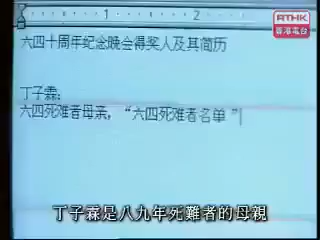 RTHK
香港電台
1
2
六四十周年纪念晚会得奖人及其简历
丁子霖:
六四死难者母亲，“六四死难者名单”
丁子霖是八九年死難者的母親